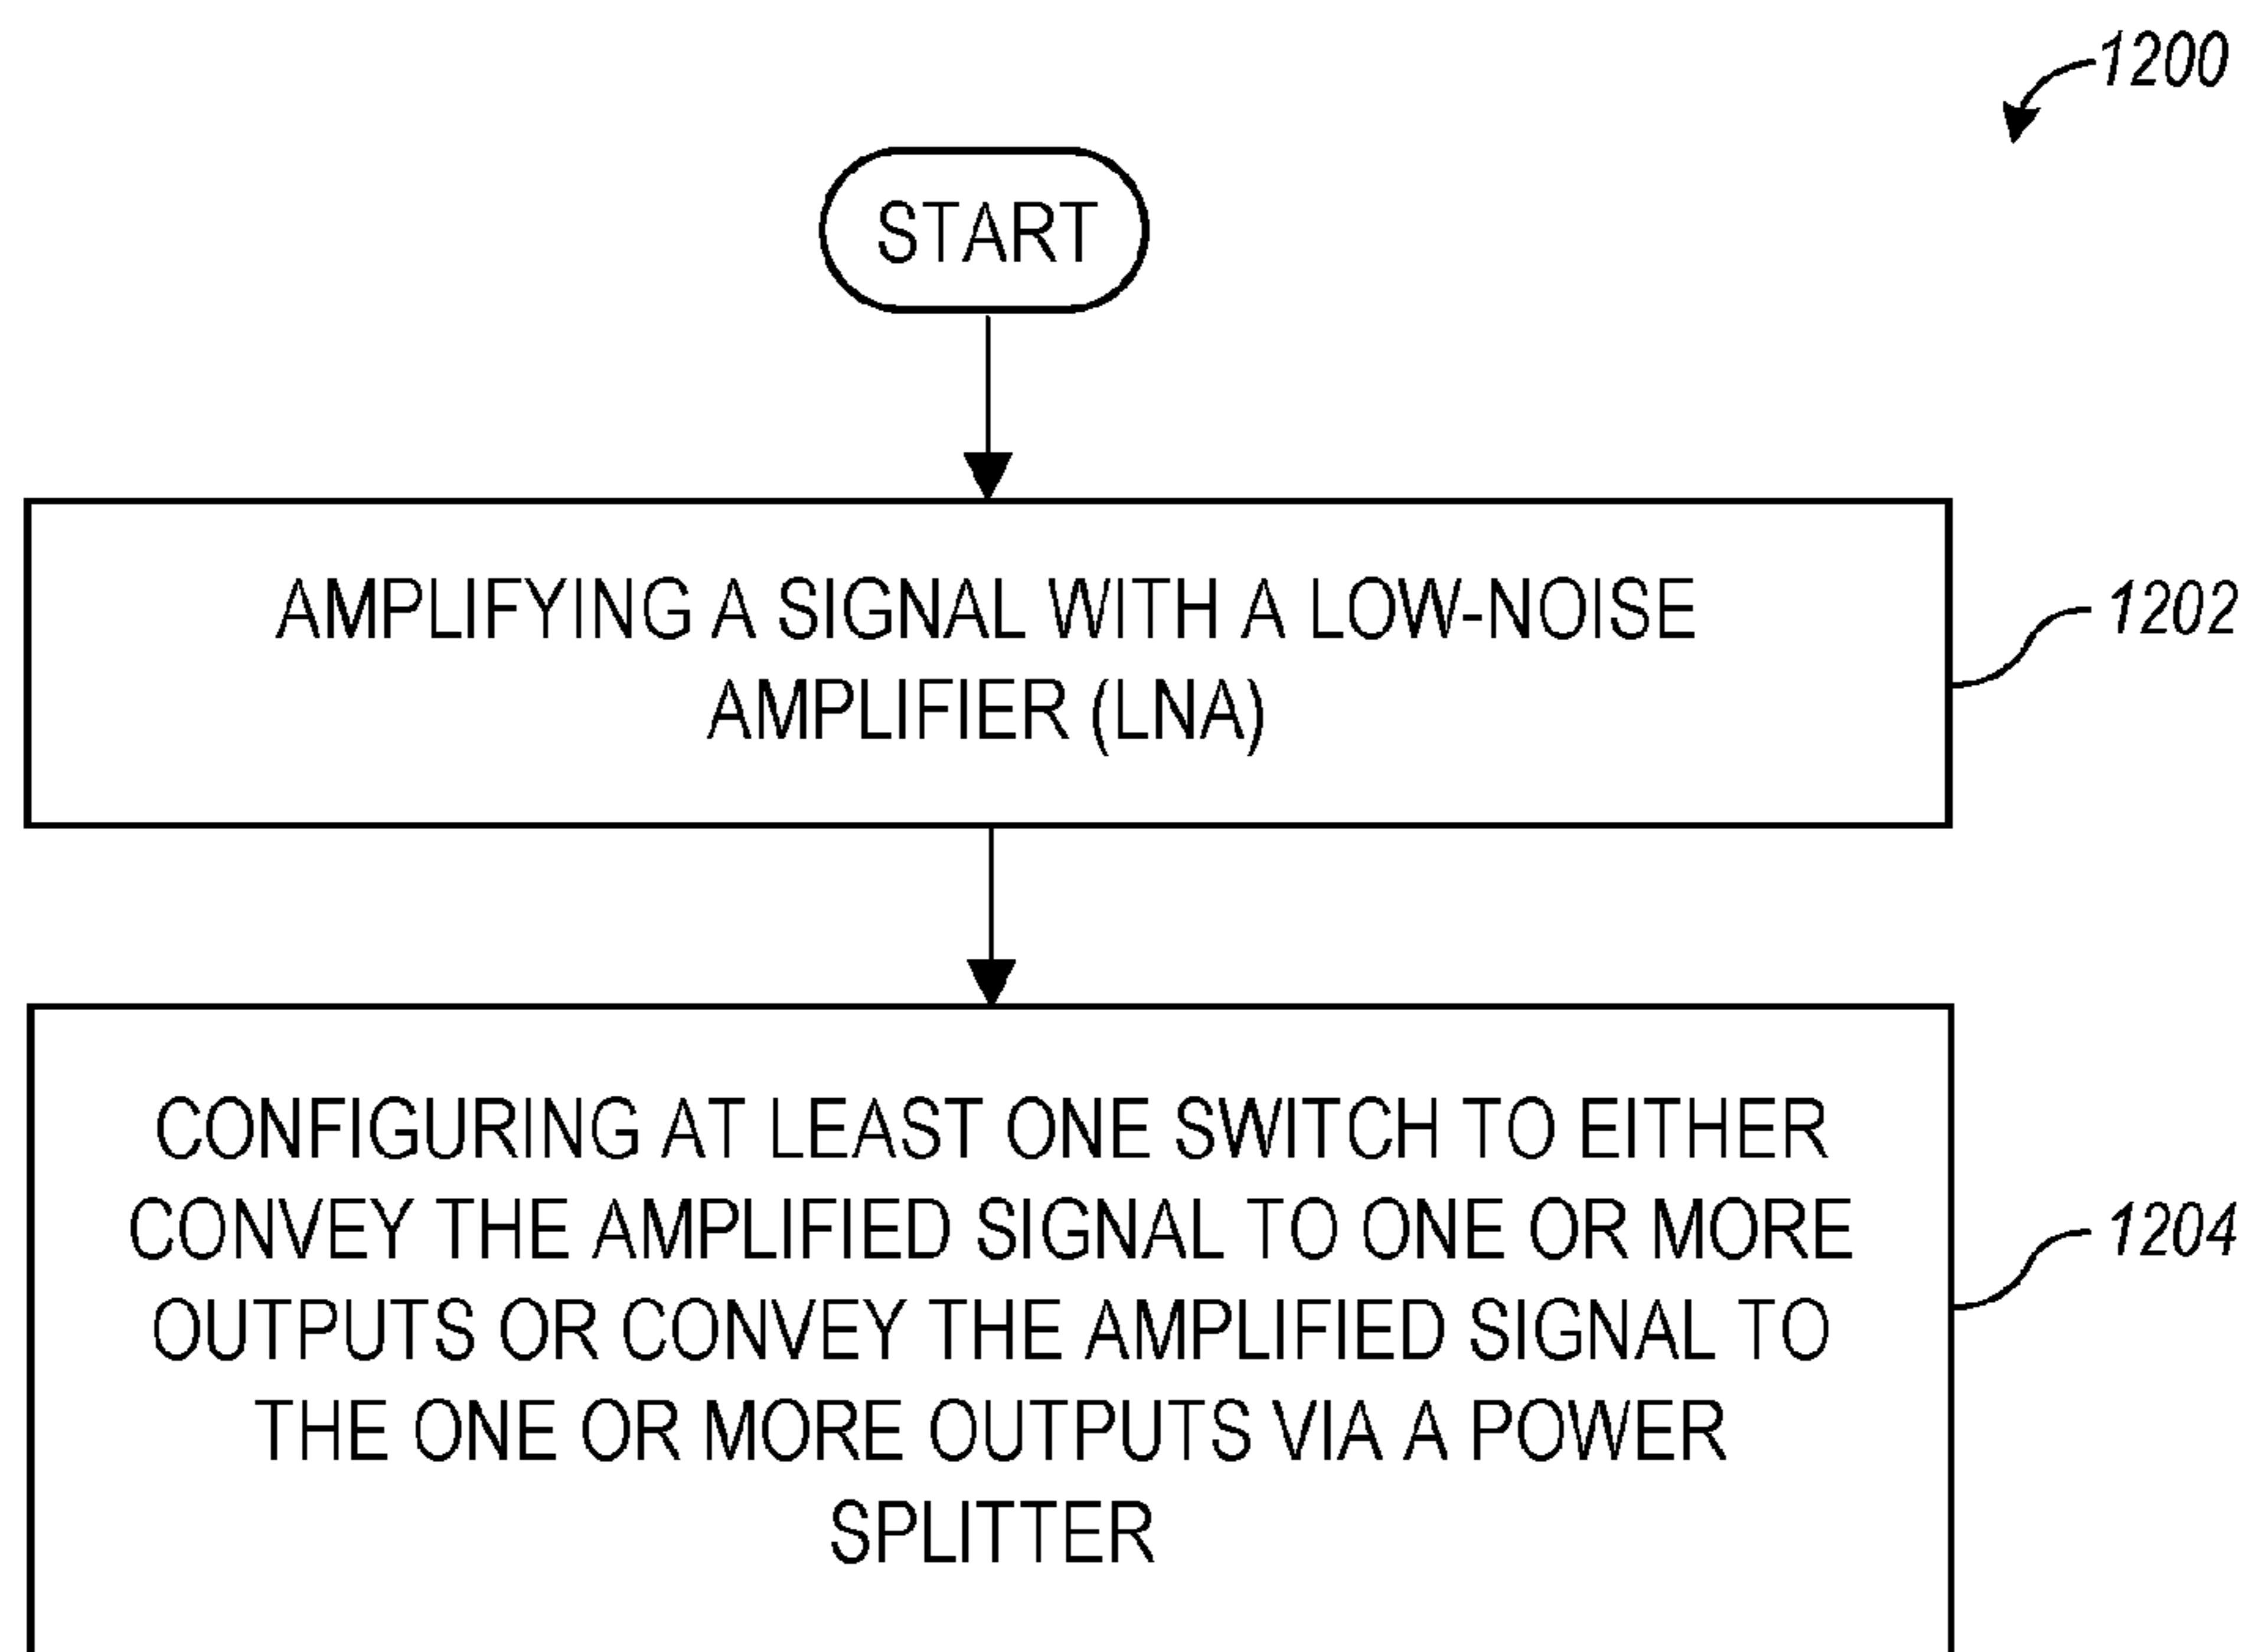 1200
START
AMPLIFYING A SIGNAL WITH A LOW-NOISE
AMPLIFIER (LNA)
1202
CONFIGURING AT LEAST ONE SWITCH TO EITHER
CONVEY THE AMPLIFIED SIGNAL TO ONE OR MORE
OUTPUTS OR CONVEY THE AMPLIFIED SIGNAL TO
THE ONE OR MORE OUTPUTS VIA A POWER
SPLITTER
1204